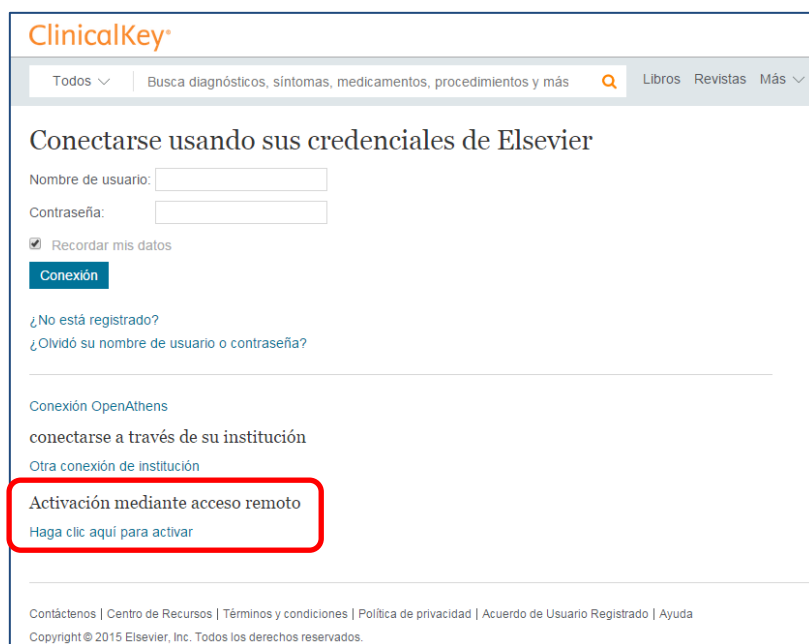 ClinicalKey
Todos Busca diagnósticos, síntomas, medicamentos, procedimientos y más Libros Revistas Más
Conectarse usando sus credenciales de Elsevier
Nombre de usuario:
Contraseña:
Recordar mis datos
Conexión
¿No está registrado?
¿Olvidó su nombre de usuario o contraseña?
Conexión OpenAthens
conectarse a través de su institución
Otra conexión de institución
Activación mediante acceso remoto
Haga clic aquí para activar
Contáctenos | Centro de Recursos | Términos y condiciones | Política de privacidad | Acuerdo de Usuario Registrado | Ayuda
Copyright © 2015 Elsevier, Inc. Todos los derechos reservados.